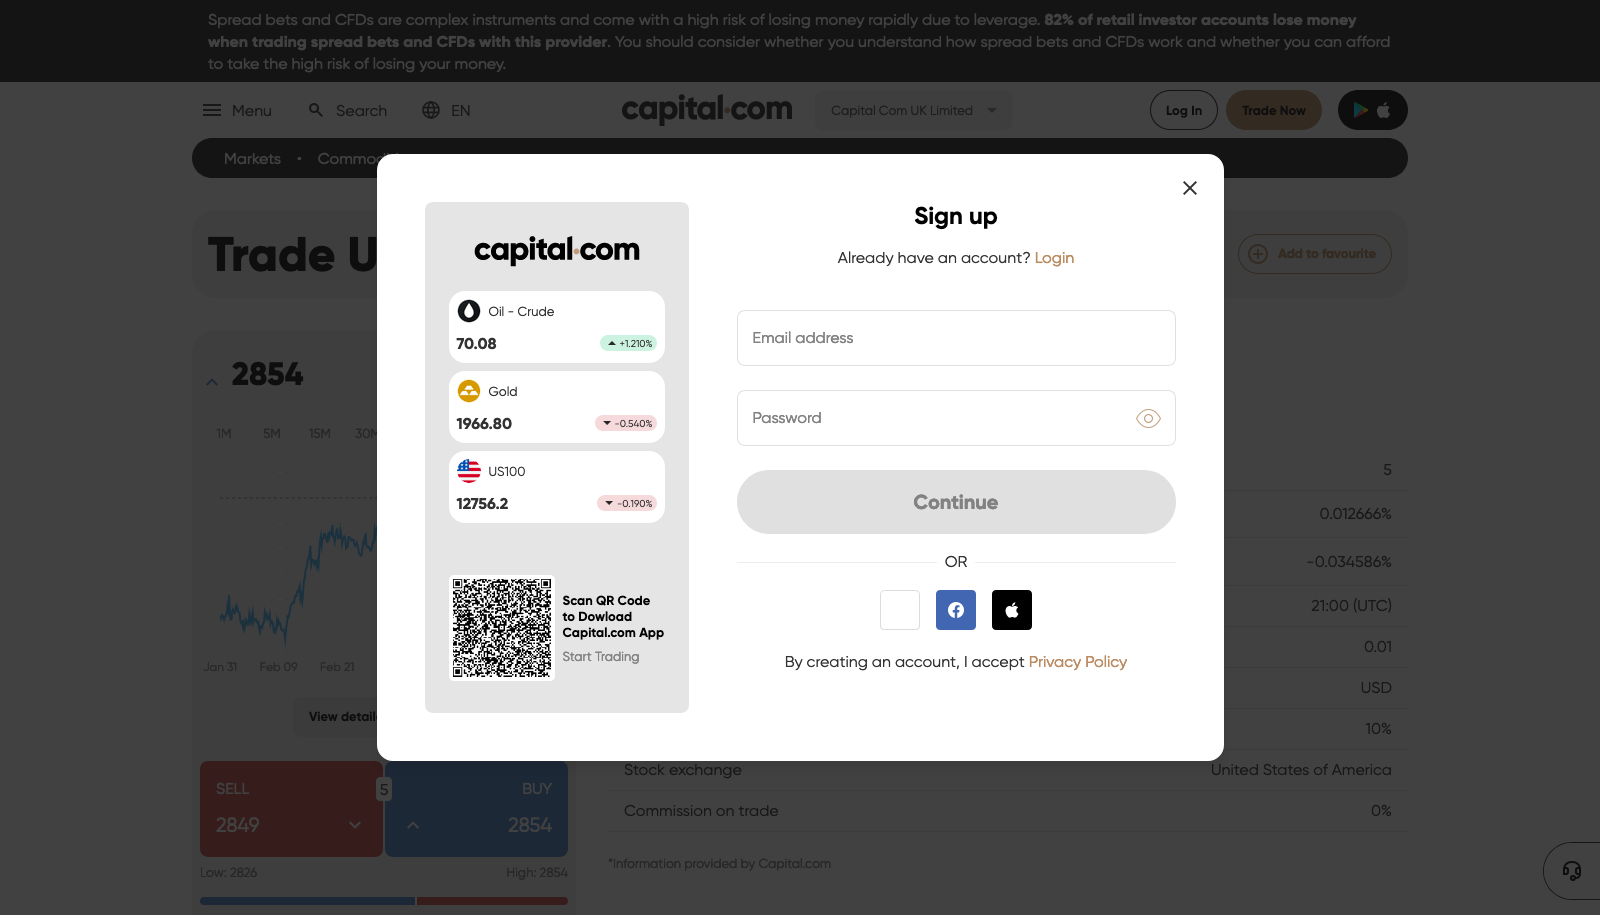 Spread bets and CFDs are complex instruments and come with a high risk of losing money rapidly due to leverage. 82% of retail investor accounts lose money
when trading spread bets and CFDs with this provider. You should consider whether you understand how spread bets and CFDs work and whether you can afford
to take the high risk of losing your money.
Menu
Search
EN
capital.com
Capital Com UK Limited
Log In
Trade Now
Markets
•
Trade
Add to favourite
2854
1M 5M 15M
Jan 31 Feb 09 Feb 21
View
SELL
2849
5
BUY
2854
Low: 2826
High: 2854
capital.com
Oil - Crude
70.08
+1.210%
Gold
1966.80
-0.540%
US100
12756.2
-0.190%
Scan QR Code
to Dowload
Capital.com App
Start Trading
Sign up
Already have an account? Login
Email address
Password
Continue
OR
By creating an account, I accept Privacy Policy
5
0.012666%
-0.034586%
21:00 (UTC)
0.01
USD
10%
Stock exchange United States of America
Commission on trade 0%
*Information provided by Capital.com